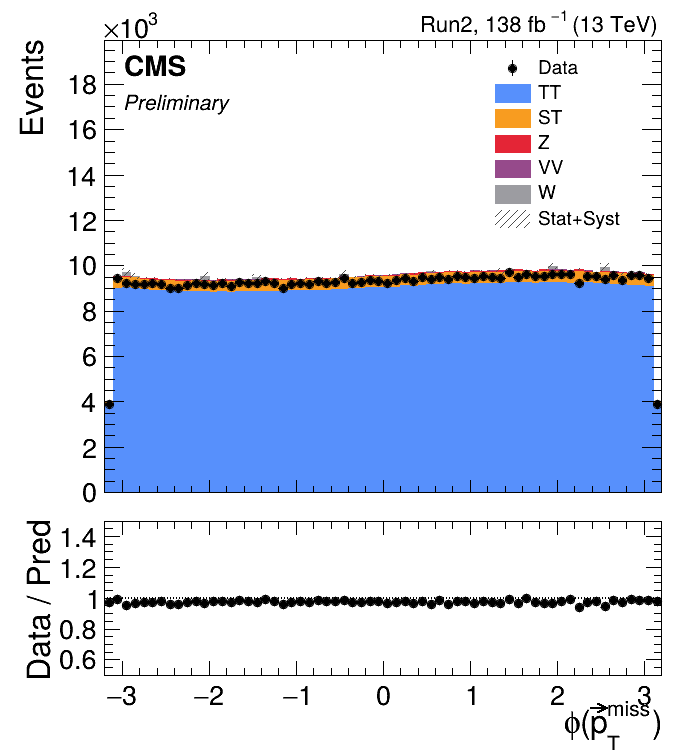 ×10³ Run2, 138 fb⁻¹ (13 TeV)
CMS
Preliminary
Events
Data
TT
ST
Z
VV
W
Stat+Syst
18
16
14
12
10
8
6
4
2
0
Data / Pred
1.4
1.2
1
0.8
0.6
−3 −2 −1 0 1 2 3
ϕ(p⃗_T^miss)